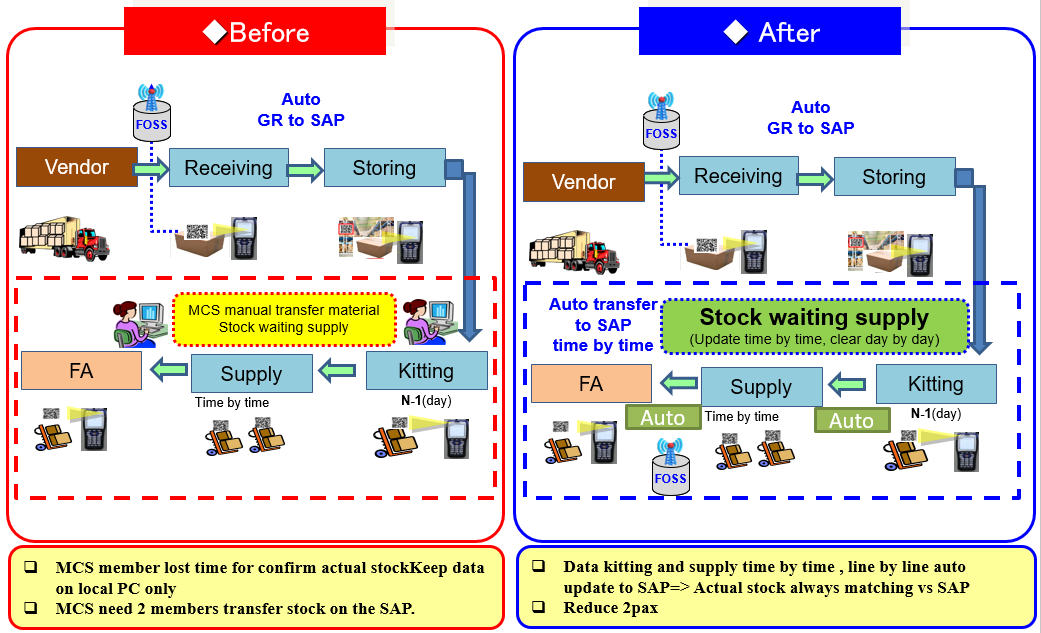 ◆Before
Auto
GR to SAP
FOSS
Vendor
Receiving
Storing
MCS manual transfer material
Stock waiting supply
FA
Supply
Kitting
Time by time
N-1(day)
❑ MCS member lost time for confirm actual stockKeep data
on local PC only
❑ MCS need 2 members transfer stock on the SAP.
◆ After
Auto
GR to SAP
FOSS
Vendor
Receiving
Storing
Auto transfer
to SAP
time by time
Stock waiting supply
(Update time by time, clear day by day)
FA
Supply
Kitting
Auto
Time by time
Auto
N-1(day)
FOSS
❑ Data kitting and supply time by time , line by line auto
update to SAP=> Actual stock always matching vs SAP
❑ Reduce 2pax